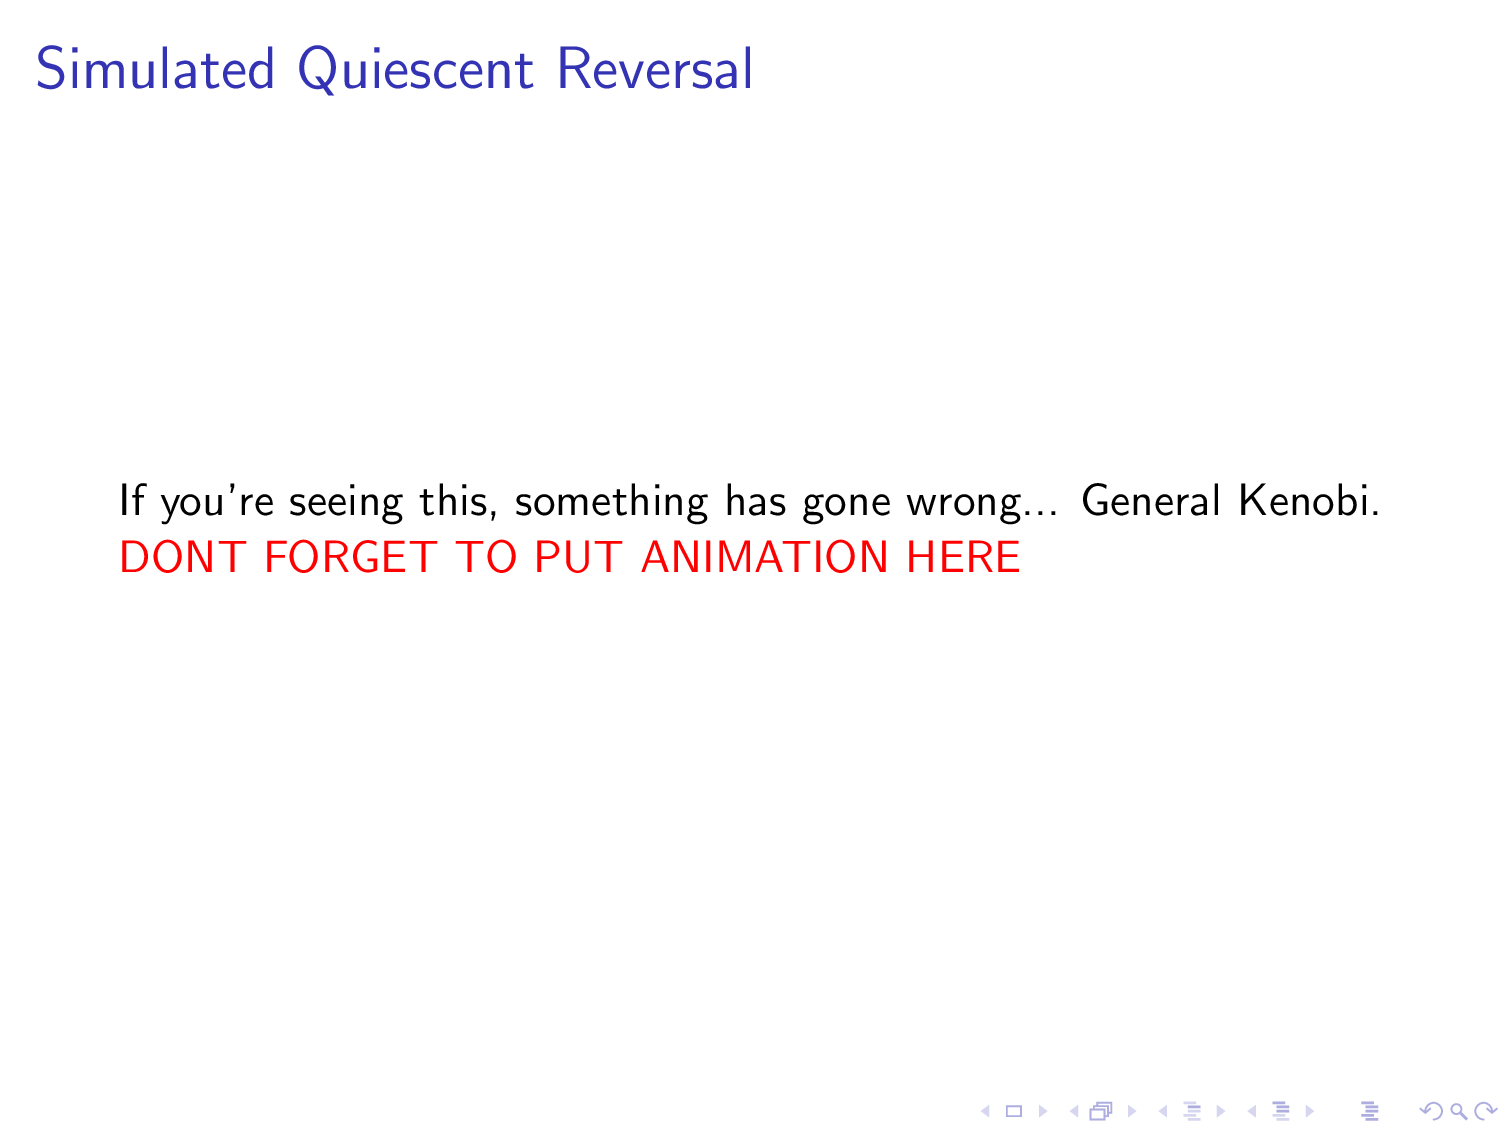 Simulated Quiescent Reversal
If you're seeing this, something has gone wrong... General Kenobi.
DONT FORGET TO PUT ANIMATION HERE